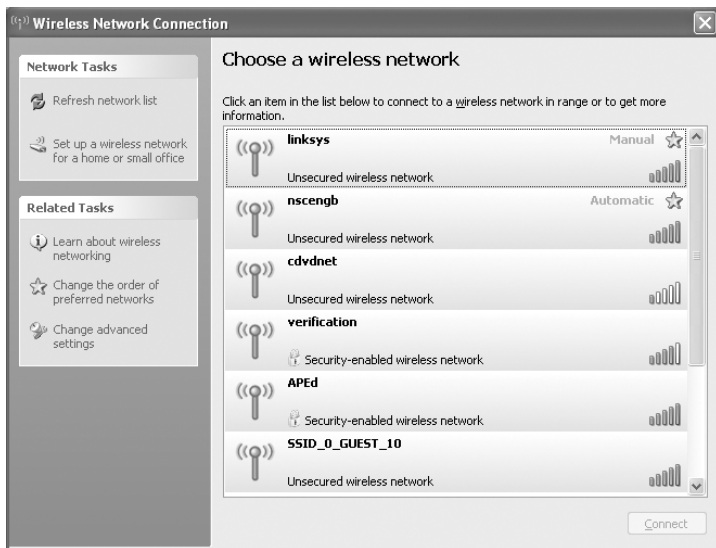 Wireless Network Connection
Network Tasks
Refresh network list
Set up a wireless network
for a home or small office
Related Tasks
Learn about wireless
networking
Change the order of
preferred networks
Change advanced
settings
Choose a wireless network
Click an item in the list below to connect to a wireless network in range or to get more
information.
linksys Manual
Unsecured wireless network
nscengb Automatic
Unsecured wireless network
cdvdnet
Unsecured wireless network
verification
Security-enabled wireless network
APEd
Security-enabled wireless network
SSID_0_GUEST_10
Unsecured wireless network
Connect